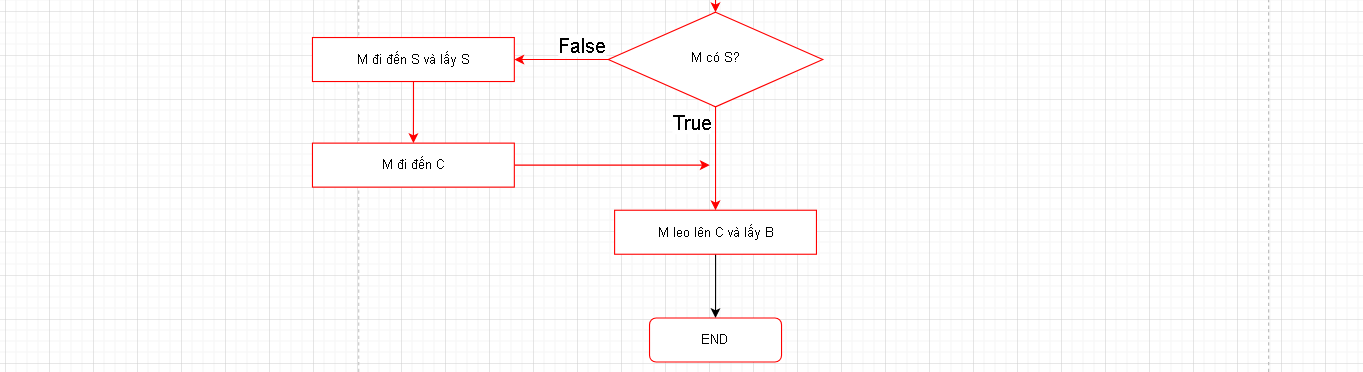 False
M đi đến S và lấy S
M có S?
True
M đi đến C
M leo lên C và lấy B
END